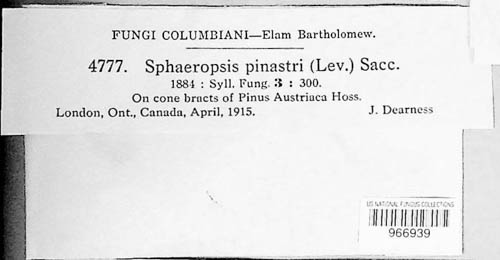 FUNGI COLUMBIANI—Elam Bartholomew.
4777. Sphaeropsis pinastri (Lev.) Sacc.
1884 : Syll. Fung. 3 : 300.
On cone bracts of Pinus Austriaca Hoss.
London, Ont., Canada, April, 1915. J. Dearness
US NATIONAL FUNGUS COLLECTIONS
966939